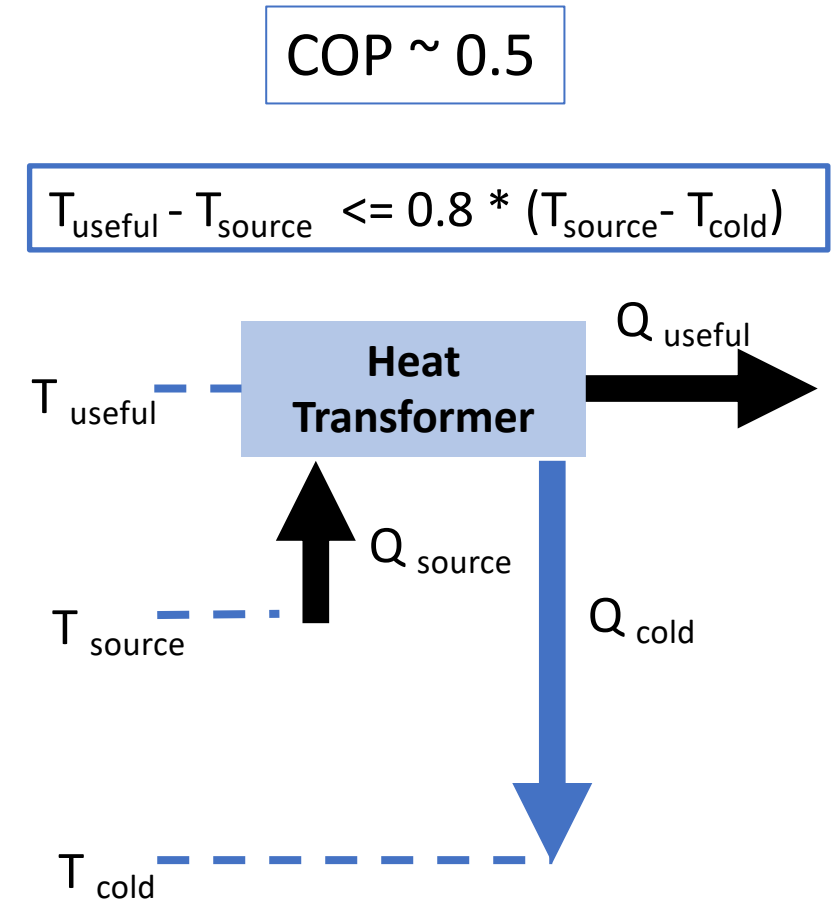 COP ~ 0.5
T useful - T source <= 0.8 * (T source - T cold)
Q useful
Heat
Transformer
T useful
Q source
T source
Q cold
T cold